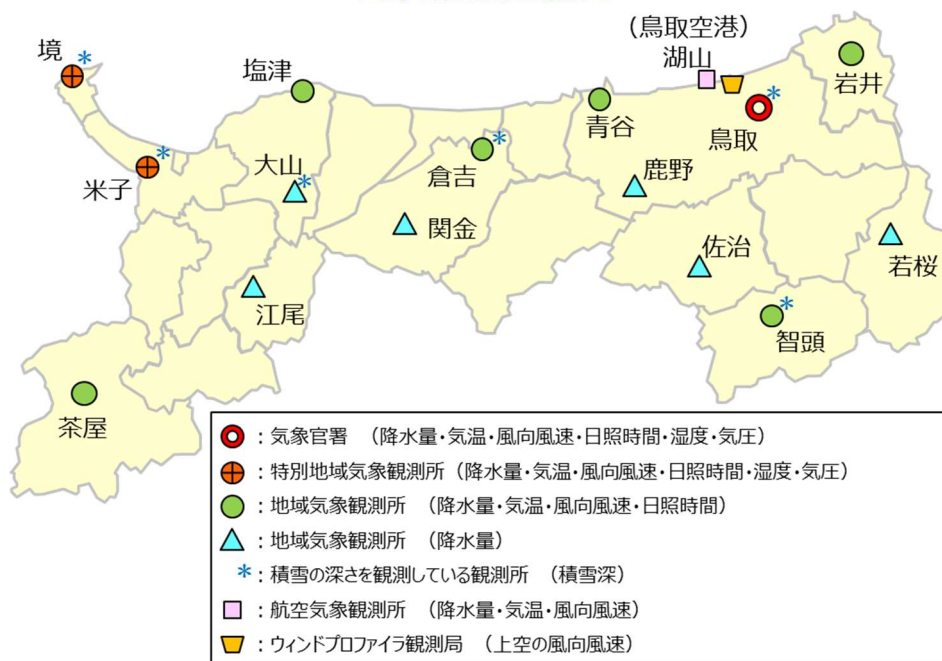 (鳥取空港)
境*
塩津
湖山
岩井
青谷
*
鳥取
米子*
大山*
倉吉*
鹿野
関金
佐治
若桜
江尾
*
智頭
茶屋
:気象官署 (降水量・気温・風向風速・日照時間・湿度・気圧)
:特別地域気象観測所(降水量・気温・風向風速・日照時間・湿度・気圧)
:地域気象観測所 (降水量・気温・風向風速・日照時間)
:地域気象観測所 (降水量)
*:積雪の深さを観測している観測所 (積雪深)
:航空気象観測所 (降水量・気温・風向風速)
:ウィンドプロファイラ観測局 (上空の風向風速)